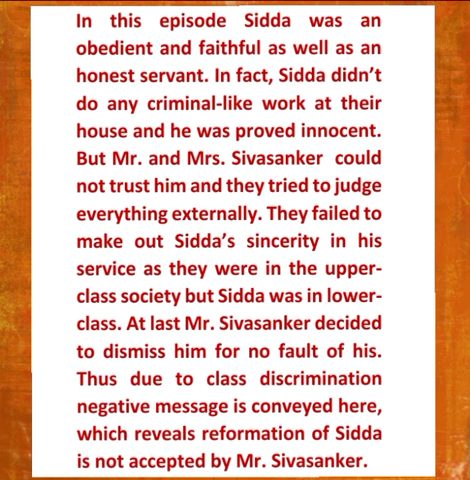 In this episode Sidda was an
obedient and faithful as well as an
honest servant. In fact, Sidda didn't
do any criminal-like work at their
house and he was proved innocent.
But Mr. and Mrs. Sivasanker could
not trust him and they tried to judge
everything externally. They failed to
make out Sidda's sincerity in his
service as they were in the upper-
class society but Sidda was in lower-
class. At last Mr. Sivasanker decided
to dismiss him for no fault of his.
Thus due to class discrimination
negative message is conveyed here,
which reveals reformation of Sidda
is not accepted by Mr. Sivasanker.